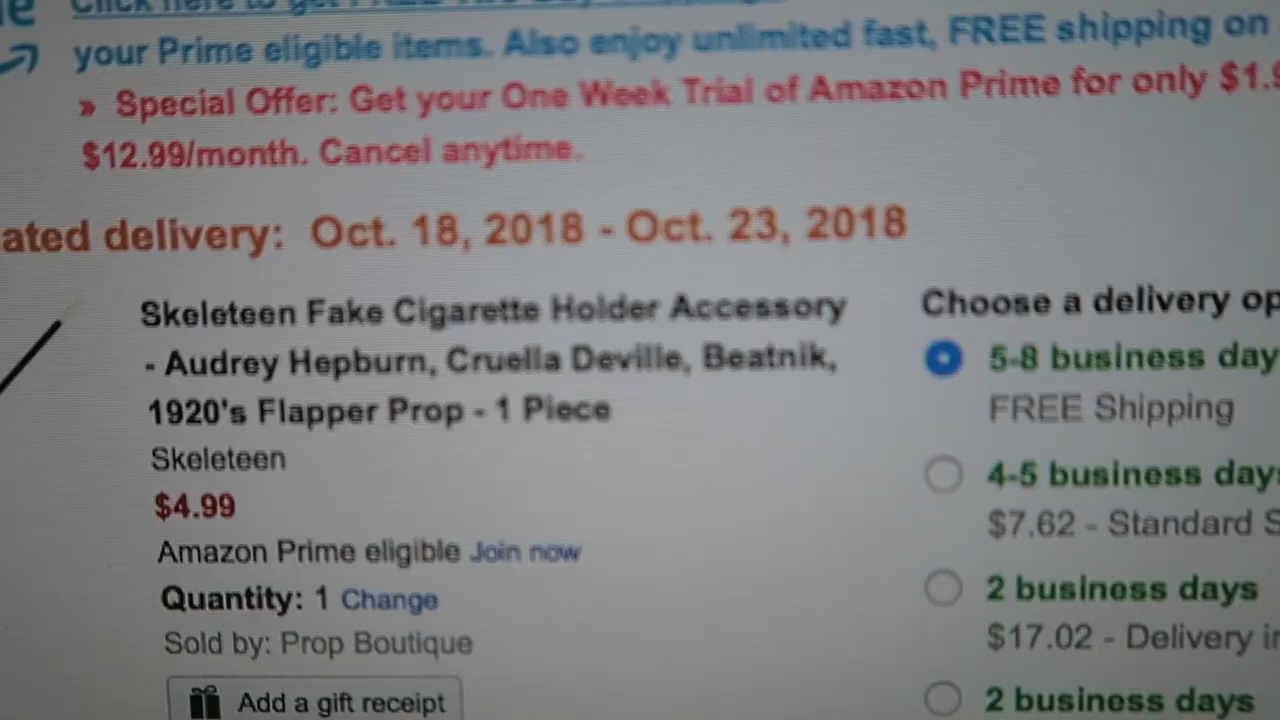 your Prime eligible items. Also enjoy unlimited fast, FREE shipping on
» Special Offer: Get your One Week Trial of Amazon Prime for only
$12.99/month. Cancel anytime.
delivery: Oct. 18, 2018 - Oct. 23, 2018
Skeleteen Fake Cigarette Holder Accessory
- Audrey Hepburn, Cruella Deville, Beatnik,
1920's Flapper Prop - 1 Piece
Skeleteen
$4.99
Amazon Prime eligible Join now
Quantity: 1 Change
Sold by: Prop Boutique
Add a gift receipt
Choose a delivery
5-8 business day
FREE Shipping
4-5 business days
$7.62 - Standard
2 business days
$17.02 - Delivery
2 business days